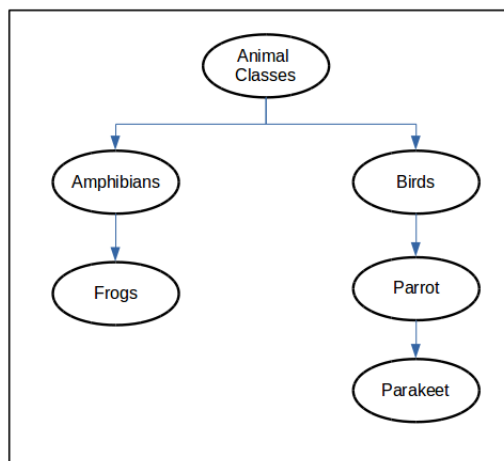 Animal
Classes
Amphibians
Birds
Frogs
Parrot
Parakeet